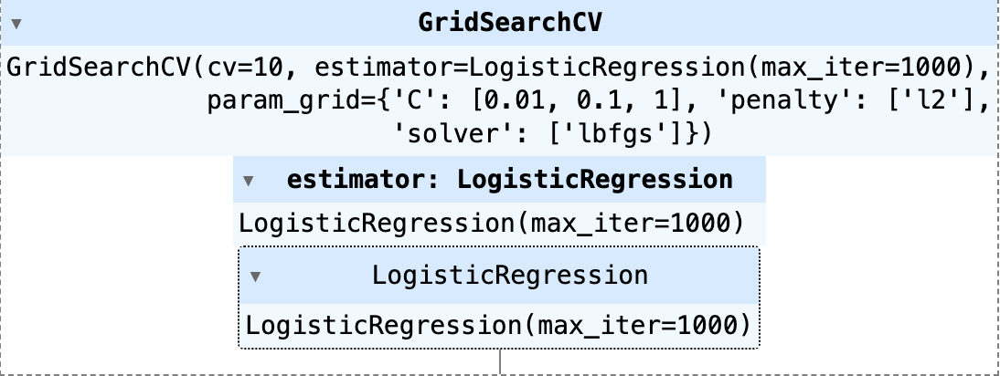 GridSearchCV
GridSearchCV(cv=10, estimator=LogisticRegression(max_iter=1000),
param_grid={'C': [0.01, 0.1, 1], 'penalty': ['l2'],
'solver': ['lbfgs']})
estimator: LogisticRegression
LogisticRegression(max_iter=1000)
LogisticRegression
LogisticRegression(max_iter=1000)